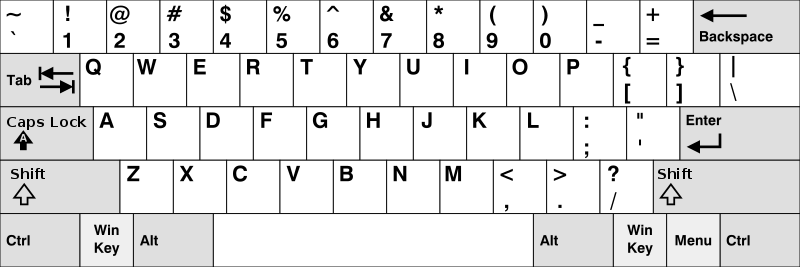 ~ ! @ # $ % ^ & * ( ) _ +
` 1 2 3 4 5 6 7 8 9 0 - = Backspace
Tab Q W E R T Y U I O P { } |
[ ] \
Caps Lock A S D F G H J K L : " Enter
A ; '
Shift Z X C V B N M < > ? Shift
, . /
Ctrl Win Key Alt Alt Win Key Menu Ctrl